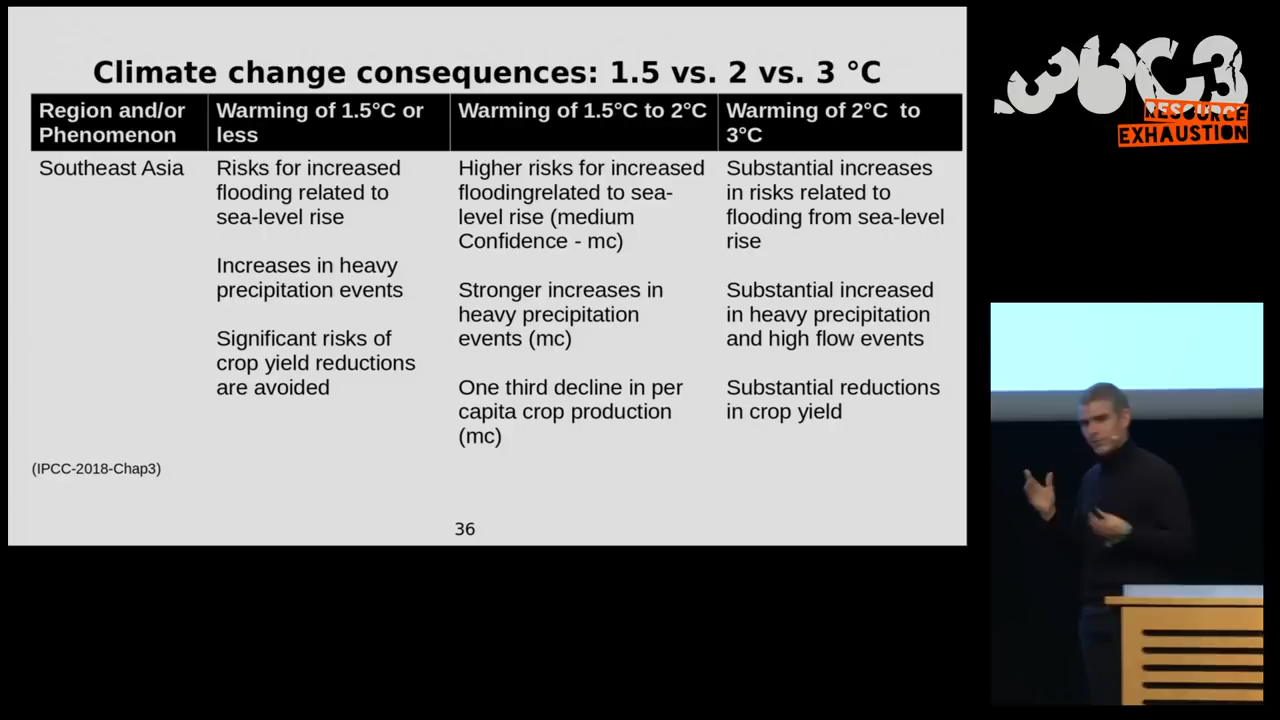 Climate change consequences: 1.5 vs. 2 vs. 3 °C
Region and/or
Phenomenon
Warming of 1.5°C or
less
Warming of 1.5°C to 2°C
Warming of 2°C  to
3°C
Southeast Asia
Risks for increased
flooding related to
sea-level rise
Increases in heavy
precipitation events
Significant risks of
crop yield reductions
are avoided
Higher risks for increased
floodingrelated to sea-
level rise (medium
Confidence - mc)
Stronger increases in
heavy precipitation
events (mc)
One third decline in per
capita crop production
(mc)
Substantial increases
in risks related to
flooding from sea-level
rise
Substantial increased
in heavy precipitation
and high flow events
Substantial reductions
in crop yield
(IPCC-2018-Chap3)
36
36C3
RESOURCE
EXHAUSTION